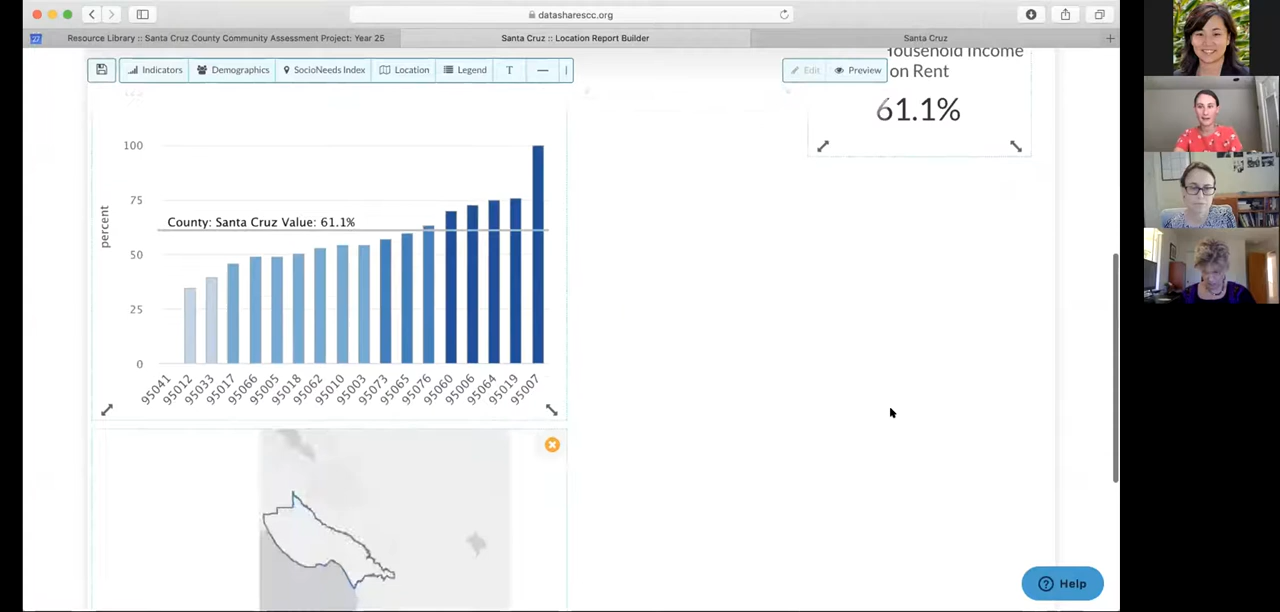 datasharescc.org
Resource Library :: Santa Cruz County Community Assessment Project: Year 25
Santa Cruz :: Location Report Builder
Santa Cruz
Indicators
Demographics
SocioNeeds Index
Location
Legend
T
Edit
Preview
Household Income
on Rent
61.1%
100
75
50
25
0
percent
County: Santa Cruz Value: 61.1%
95041
95012
95033
95017
95066
95005
95018
95062
95010
95003
95073
95065
95076
95060
95006
95064
95019
95007
Help